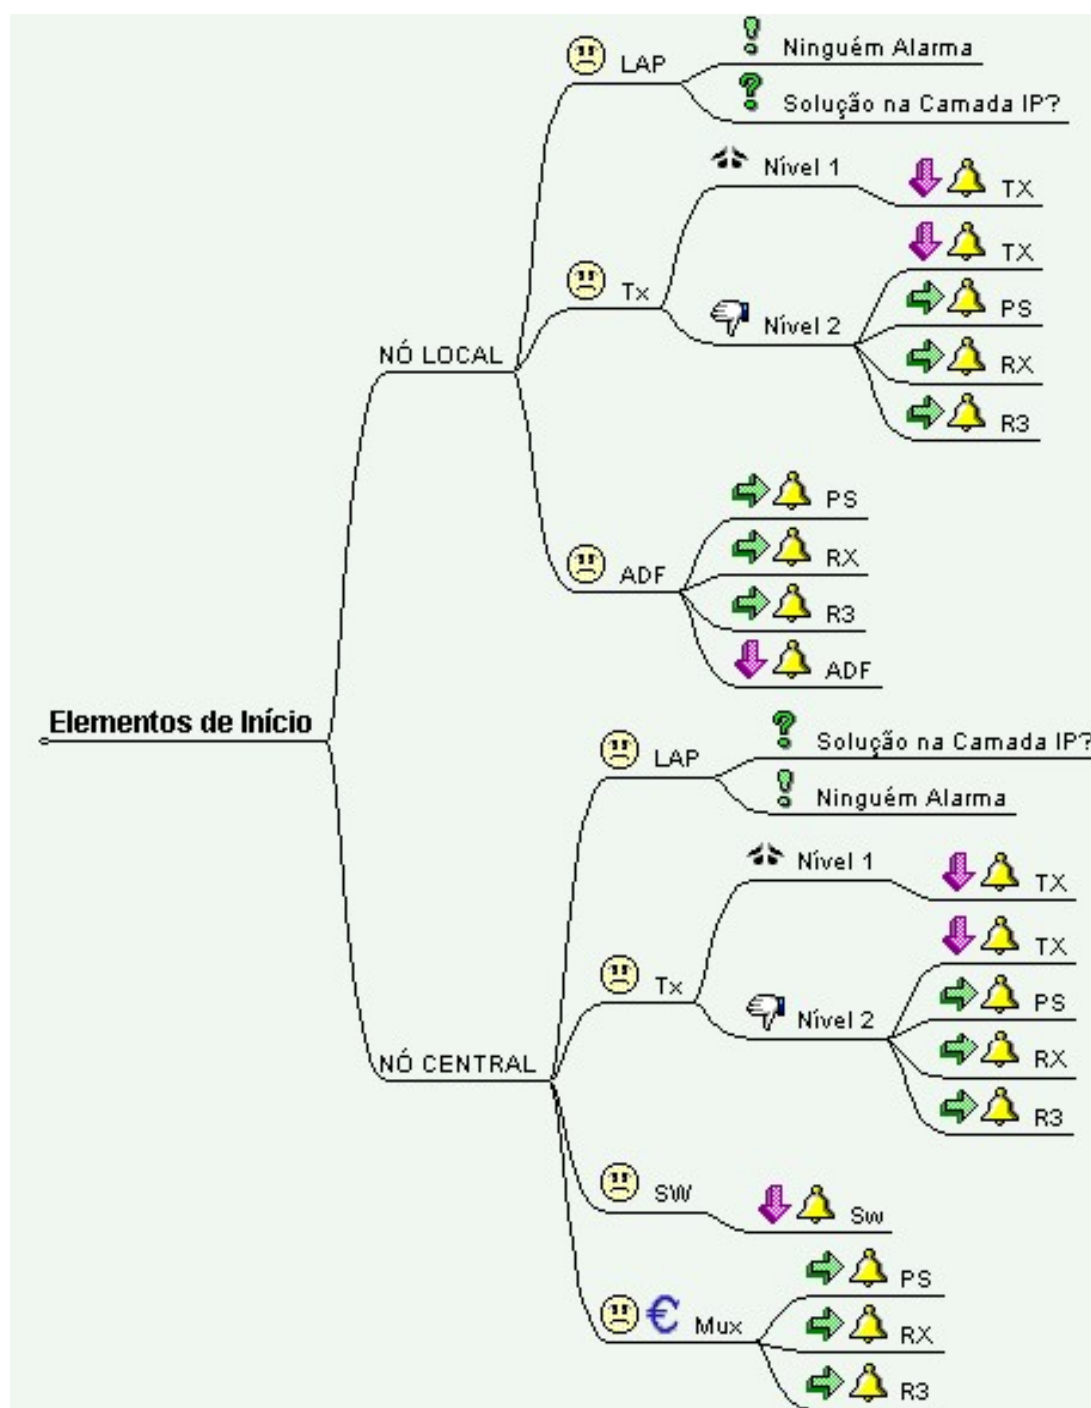 Ninguém Alarma
LAP
Solução na Camada IP?
Nível 1
TX
TX
Tx
PS
Nível 2
RX
NÓ LOCAL
R3
PS
RX
ADF
R3
ADF
Elementos de Início
Solução na Camada IP?
LAP
Ninguém Alarma
Nível 1
TX
TX
Tx
PS
Nível 2
RX
NÓ CENTRAL
R3
SW
Sw
PS
€ Mux
RX
R3